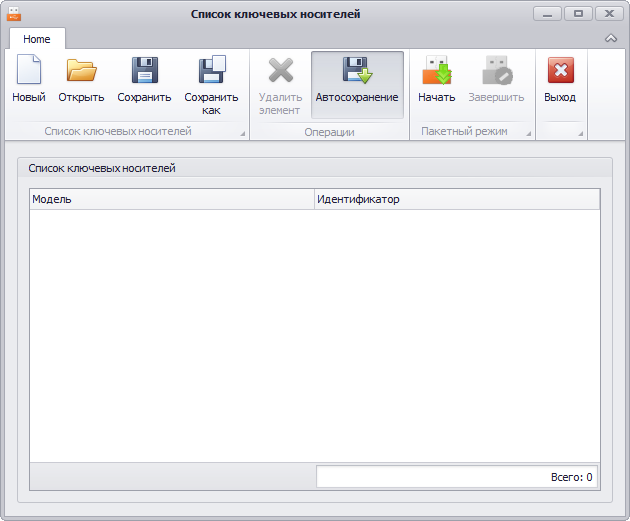 Список ключевых носителей
Home
Новый
Открыть
Сохранить
Сохранить
как
Удалить
элемент
Автосохранение
Начать
Завершить
Выход
Список ключевых носителей
Операции
Пакетный режим
Список ключевых носителей
Модель
Идентификатор
Всего: 0